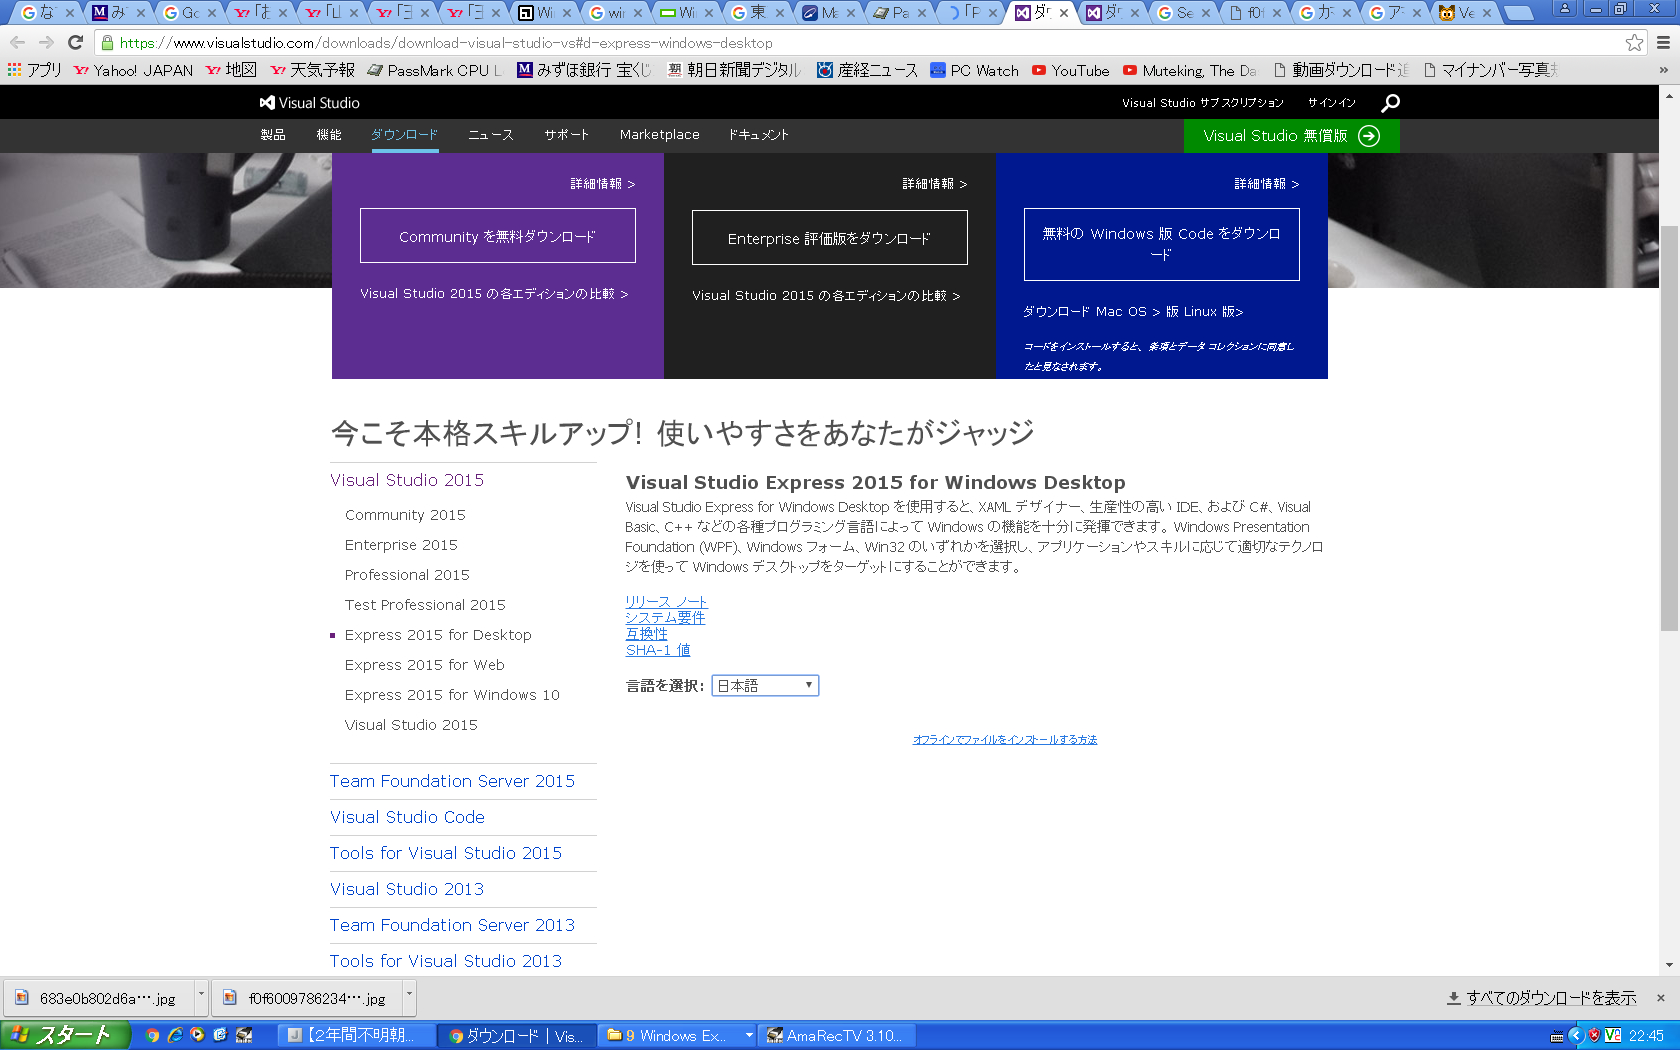 https://www.visualstudio.com/downloads/download-visual-studio-vs#d-express-windows-desktop
アプリ Yahoo! JAPAN 地図 天気予報 PassMark CPU みずほ銀行 宝くじ 朝日新聞デジタル 産経ニュース PC Watch YouTube Muteking, The Da 動画ダウンロード マイナンバー写真 »
Visual Studio Visual Studio サブスクリプション サインイン
製品 機能 ダウンロード ニュース サポート Marketplace ドキュメント Visual Studio 無償版
詳細情報 > 詳細情報 > 詳細情報 >
Community を無料ダウンロード
Enterprise 評価版をダウンロード
無料の Windows 版 Code をダウンロ
ード
Visual Studio 2015 の各エディションの比較 >
Visual Studio 2015 の各エディションの比較 >
ダウンロード Mac OS > 版 Linux 版>
コードをインストールすると、条項とデータ コレクションに同意し
たと見なされます。
今こそ本格スキルアップ! 使いやすさをあなたがジャッジ
Visual Studio 2015
Community 2015
Enterprise 2015
Professional 2015
Test Professional 2015
Express 2015 for Desktop
Express 2015 for Web
Express 2015 for Windows 10
Visual Studio 2015
Team Foundation Server 2015
Visual Studio Code
Tools for Visual Studio 2015
Visual Studio 2013
Team Foundation Server 2013
Tools for Visual Studio 2013
Visual Studio Express 2015 for Windows Desktop
Visual Studio Express for Windows Desktop を使用すると、XAML デザイナー、生産性の高い IDE、および C#、Visual
Basic、C++ などの各種プログラミング言語によって Windows の機能を十分に発揮できます。Windows Presentation
Foundation (WPF)、Windows フォーム、Win32 のいずれかを選択し、アプリケーションやスキルに応じて適切なテクノロ
ジを使って Windows デスクトップをターゲットにすることができます。
リリース ノート
システム要件
互換性
SHA-1 値
言語を選択: 日本語
オフラインでファイルをインストールする方法
683e0b802d6a….jpg f0f6009786234….jpg すべてのダウンロードを表示
スタート 【2年間不明朝... ダウンロード | Vis... 9 Windows Ex... AmaRecTV 3.10... 22:45